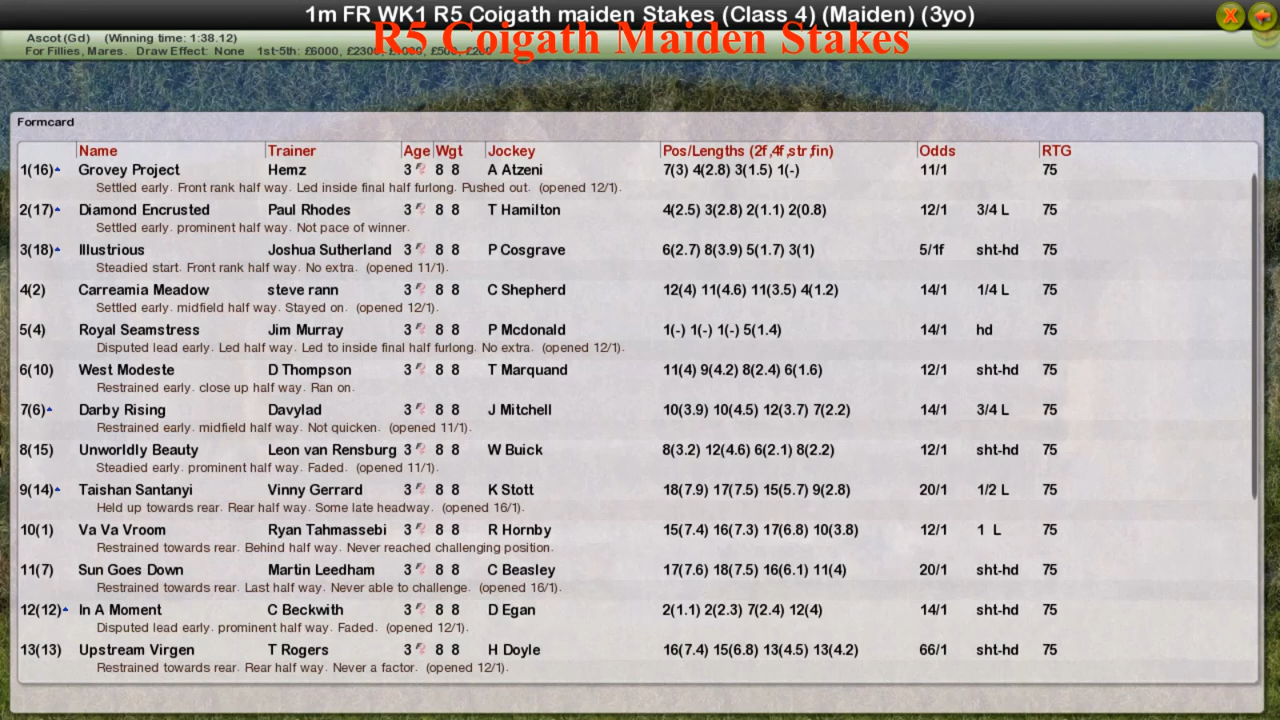 1m FR WK1 R5 Coigath maiden Stakes (Class 4) (Maiden) (3yo)
R5 Coigath Maiden Stakes
Ascot(Gd) (Winning time: 1:38.12)
For Fillies, Mares. Draw Effect: None 1st-5th: £6000, £2300, £1000, £500, £200
Formcard
Name Trainer Age Wgt Jockey Pos/Lengths (2f,4f,str,fin) Odds RTG
1(16) Grovey Project Hemz 3 8 8 A Atzeni 7(3) 4(2.8) 3(1.5) 1(-) 11/1 75
Settled early. Front rank half way. Led inside final half furlong. Pushed out. (opened 12/1).
2(17) Diamond Encrusted Paul Rhodes 3 8 8 T Hamilton 4(2.5) 3(2.8) 2(1.1) 2(0.8) 12/1 3/4 L 75
Settled early. prominent half way. Not pace of winner.
3(18) Illustrious Joshua Sutherland 3 8 8 P Cosgrave 6(2.7) 8(3.9) 5(1.7) 3(1) 5/1f sht-hd 75
Steadied start. Front rank half way. No extra. (opened 11/1).
4(2) Carreamia Meadow steve rann 3 8 8 C Shepherd 12(4) 11(4.6) 11(3.5) 4(1.2) 14/1 1/4 L 75
Settled early. midfield half way. Stayed on. (opened 12/1).
5(4) Royal Seamstress Jim Murray 3 8 8 P Mcdonald 1(-) 1(-) 1(-) 5(1.4) 14/1 hd 75
Disputed lead early. Led half way. Led to inside final half furlong. No extra. (opened 12/1).
6(10) West Modeste D Thompson 3 8 8 T Marquand 11(4) 9(4.2) 8(2.4) 6(1.6) 12/1 sht-hd 75
Restrained early. close up half way. Ran on.
7(6) Darby Rising Davylad 3 8 8 J Mitchell 10(3.9) 10(4.5) 12(3.7) 7(2.2) 14/1 3/4 L 75
Restrained early. midfield half way. Not quicken. (opened 11/1).
8(15) Unworldly Beauty Leon van Rensburg 3 8 8 W Buick 8(3.2) 12(4.6) 6(2.1) 8(2.2) 12/1 sht-hd 75
Steadied early. prominent half way. Faded. (opened 11/1).
9(14) Taishan Santanyi Vinny Gerrard 3 8 8 K Stott 18(7.9) 17(7.5) 15(5.7) 9(2.8) 20/1 1/2 L 75
Held up towards rear. Rear half way. Some late headway. (opened 16/1).
10(1) Va Va Vroom Ryan Tahmassebi 3 8 8 R Hornby 15(7.4) 16(7.3) 17(6.8) 10(3.8) 12/1 1 L 75
Restrained towards rear. Behind half way. Never reached challenging position.
11(7) Sun Goes Down Martin Leedham 3 8 8 C Beasley 17(7.6) 18(7.5) 16(6.1) 11(4) 20/1 sht-hd 75
Restrained towards rear. Last half way. Never able to challenge. (opened 16/1).
12(12) In A Moment C Beckwith 3 8 8 D Egan 2(1.1) 2(2.3) 7(2.4) 12(4) 14/1 sht-hd 75
Disputed lead early. prominent half way. Faded. (opened 12/1).
13(13) Upstream Virgen T Rogers 3 8 8 H Doyle 16(7.4) 15(6.8) 13(4.5) 13(4.2) 66/1 sht-hd 75
Restrained towards rear. Rear half way. Never a factor. (opened 12/1).